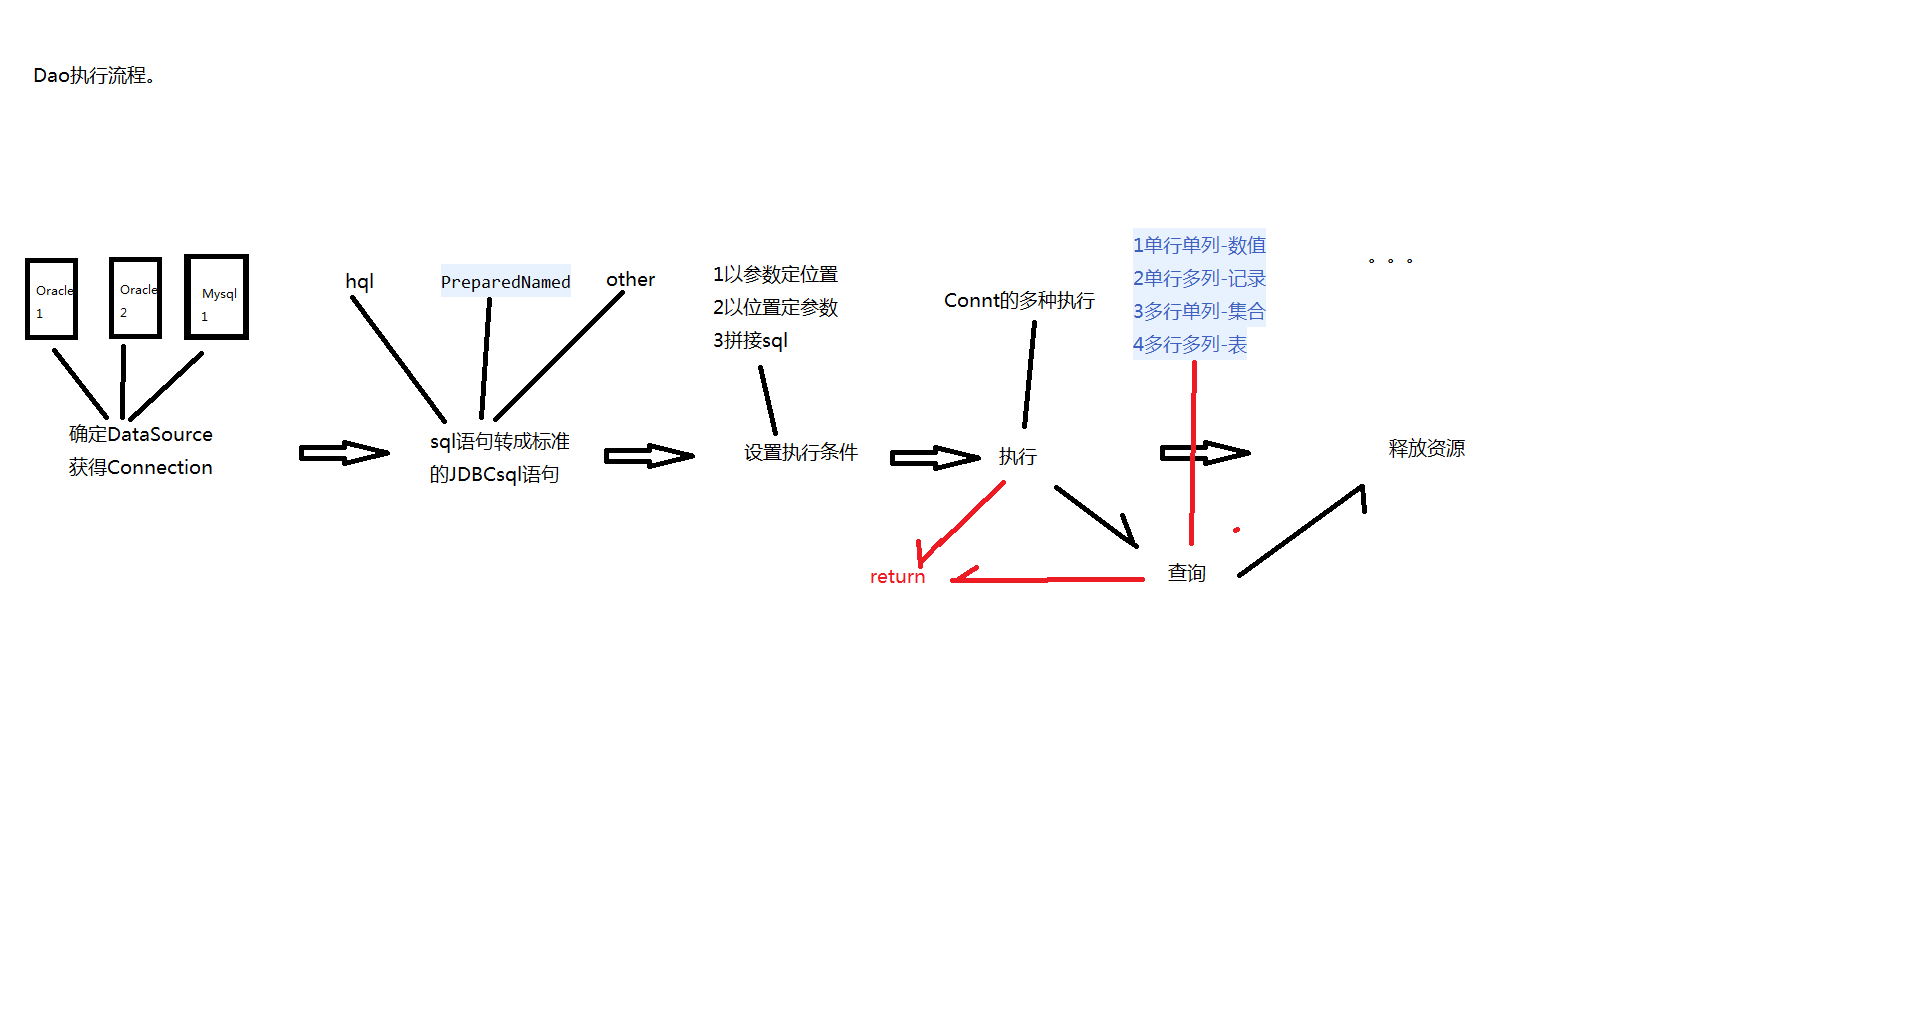 Dao执行流程。
Oracle
1
Oracle
2
Mysql
1
确定DataSource
获得Connection
hql
PreparedNamed
other
sql语句转成标准
的JDBCsql语句
1以参数定位置
2以位置定参数
3拼接sql
设置执行条件
Connt的多种执行
执行
return
1单行单列-数值
2单行多列-记录
3多行单列-集合
4多行多列-表
查询
。。。
释放资源